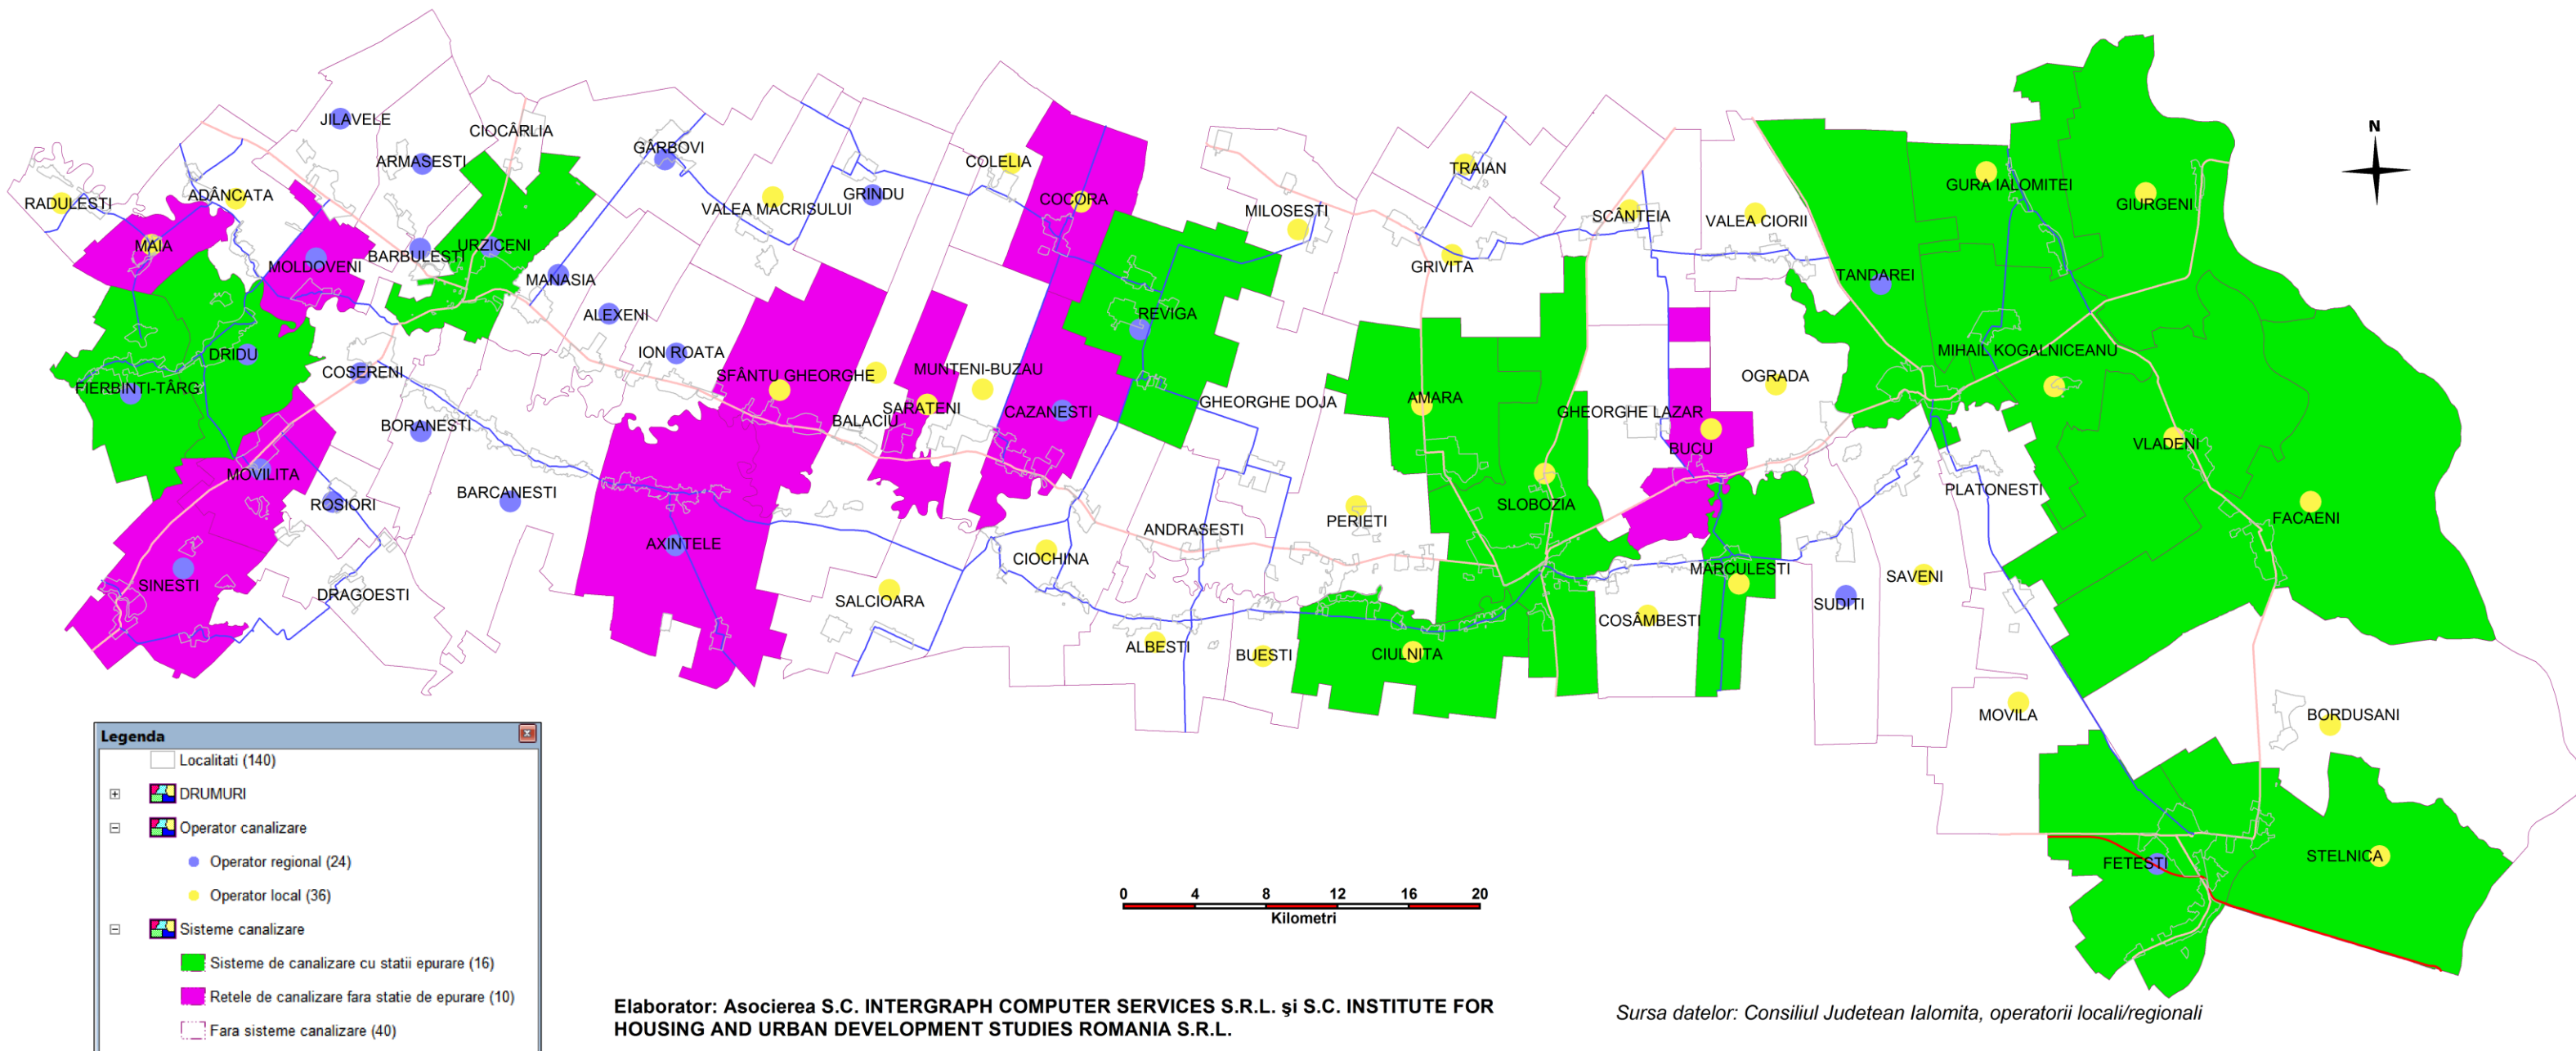 N
JILAVELE
CIOCÂRLIA
ARMASESTI
GÂRBOVI
COLELIA
TRAIAN
GURA IALOMITEI
RADULESTI
ADÂNCATA
VALEA MACRISULUI
GRINDU
COCORA
MILOSESTI
SCÂNTEIA
VALEA CIORII
GIURGENI
MAIA
MOLDOVENI
BARBULESTI
URZICENI
MANASIA
GRIVITA
TANDAREI
ALEXENI
REVIGA
DRIDU
COSERENI
ION ROATA
SFÂNTU GHEORGHE
MUNTENI-BUZAU
MIHAIL KOGALNICEANU
FIERBINTI-TÂRG
OGRADA
BORANESTI
BALACIU
SARATENI
CAZANESTI
GHEORGHE DOJA
AMARA
GHEORGHE LAZAR
BUCU
VLADENI
MOVILITA
ROSIORI
BARCANESTI
PERIETI
SLOBOZIA
PLATONESTI
FACAENI
ANDRASESTI
AXINTELE
CIOCHINA
SINESTI
DRAGOESTI
SALCIOARA
MARCULESTI
SUDITI
SAVENI
COSÂMBESTI
ALBESTI
BUESTI
CIULNITA
MOVILA
BORDUSANI
FETESTI
STELNICA
Legenda
Localitati (140)
DRUMURI
Operator canalizare
Operator regional (24)
Operator local (36)
Sisteme canalizare
Sisteme de canalizare cu statii epurare (16)
Retele de canalizare fara statie de epurare (10)
Fara sisteme canalizare (40)
0 4 8 12 16 20
Kilometri
Elaborator: Asocierea S.C. INTERGRAPH COMPUTER SERVICES S.R.L. şi S.C. INSTITUTE FOR
HOUSING AND URBAN DEVELOPMENT STUDIES ROMANIA S.R.L.
Sursa datelor: Consiliul Judetean Ialomita, operatorii locali/regionali